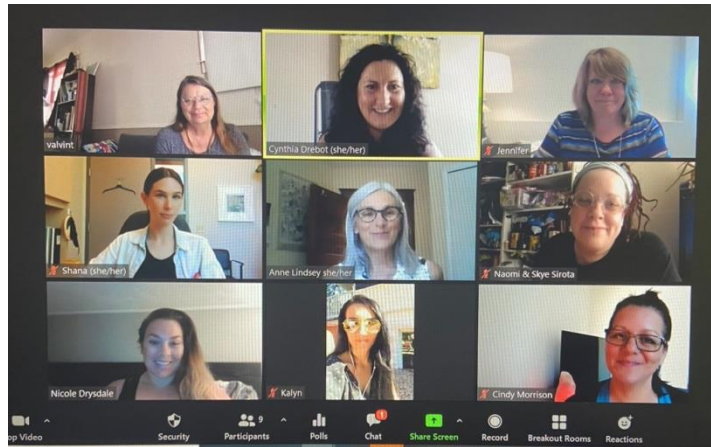 valvint
Cynthia Drebot (she/her)
Jennifer
Shana (she/her)
Anne Lindsey she/her
Naomi & Skye Sirota
Nicole Drysdale
Kalyn
Cindy Morrison
op Video
Security
9
Participants
Polls
1
Chat
Share Screen
Record
Breakout Rooms
Reactions